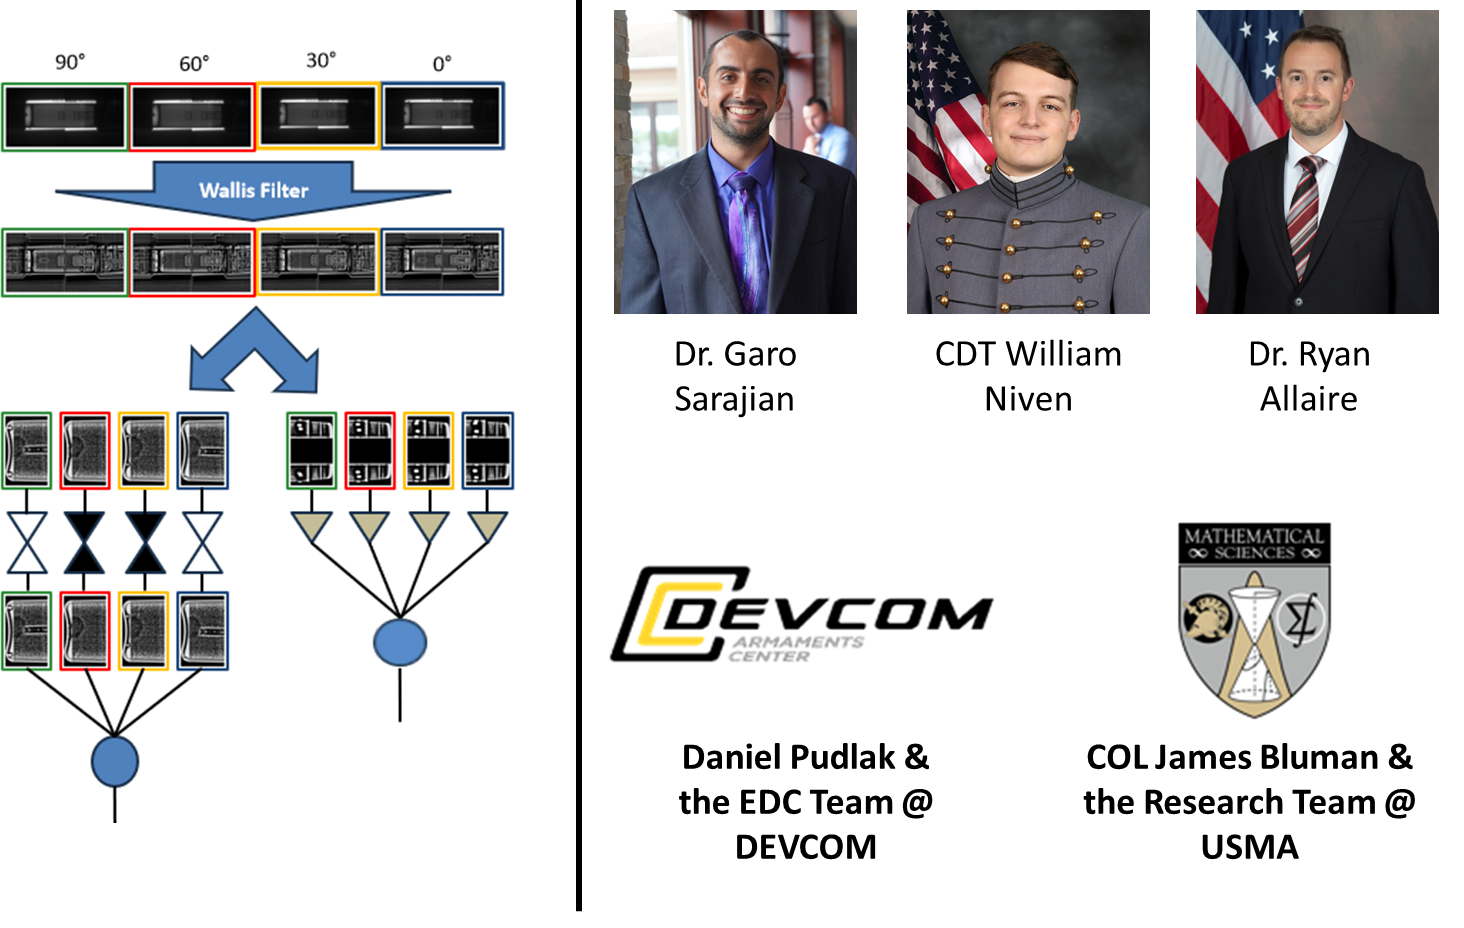 90°
60°
30°
0°
Wallis Filter
Dr. Garo
Sarajian
CDT William
Niven
Dr. Ryan
Allaire
DEVCOM
ARMAMENTS
CENTER
MATHEMATICAL
∞ SCIENCES ∞
Daniel Pudlak &
the EDC Team @
DEVCOM
COL James Bluman &
the Research Team @
USMA